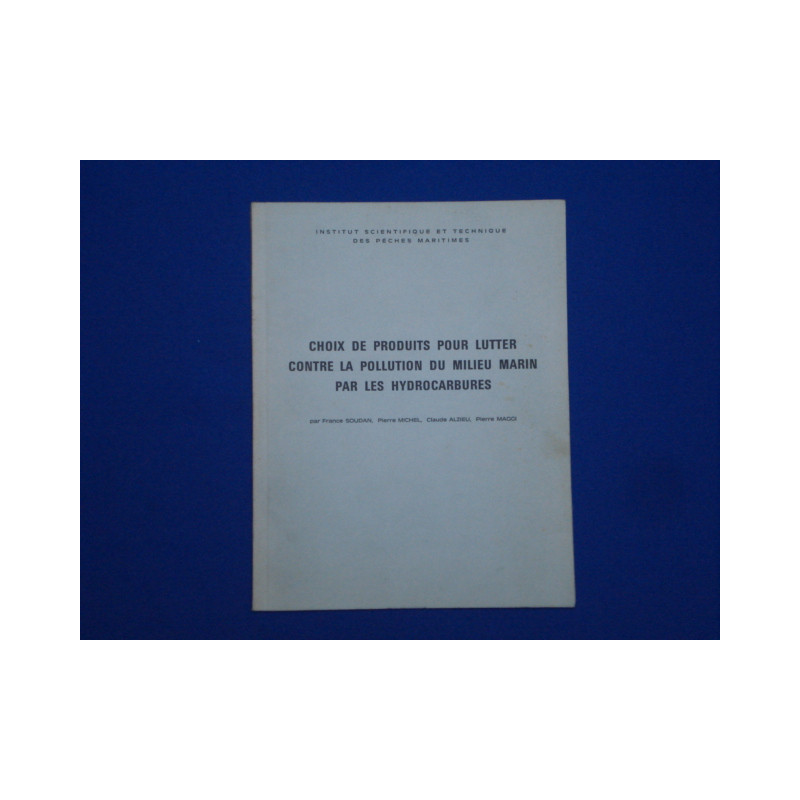 INSTITUT SCIENTIFIQUE ET TECHNIQUE
DES PECHES MARITIMES
CHOIX DE PRODUITS POUR LUTTER
CONTRE LA POLLUTION DU MILIEU MARIN
PAR LES HYDROCARBURES
par France SOUDAN, Pierre MICHEL, Claude ALZIEU, Pierre MAGGI